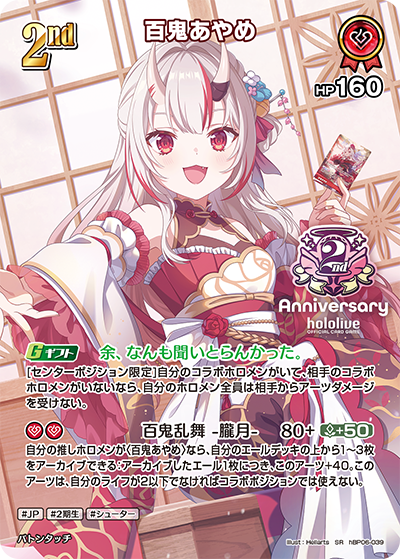 2nd
百鬼あやめ
HP160
2nd
Anniversary
hololive
OFFICIAL CARD GAME
Gギフト 余、なんも聞いとらんかった。
[センターポジション限定]自分のコラボホロメンがいて、相手のコラボ
ホロメンがいないなら、自分のホロメン全員は相手からアーツダメージ
を受けない。
百鬼乱舞 -朧月- 80+ +50
自分の推しホロメンが〈百鬼あやめ〉なら、自分のエールデッキの上から1~3枚
をアーカイブできる:アーカイブしたエール1枚につき、このアーツ+40。この
アーツは、自分のライフが2以下でなければコラボポジションでは使えない。
#JP #2期生 #シューター
バトンタッチ
Illust: Hellarts SR hBP06-039